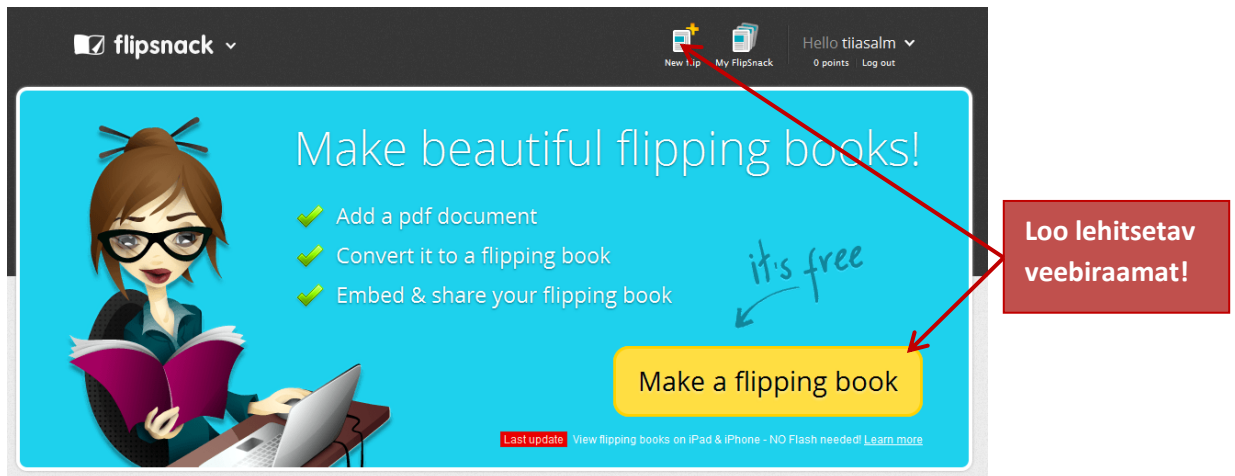 flipsnack
New flip
My FlipSnack
Hello tiiasalm
0 points
Log out
Make beautiful flipping books!
Add a pdf document
Convert it to a flipping book
Embed & share your flipping book
it's free
Make a flipping book
Last update View flipping books on iPad & iPhone - NO Flash needed! Learn more
Loo lehitsetav
veebiraamat!